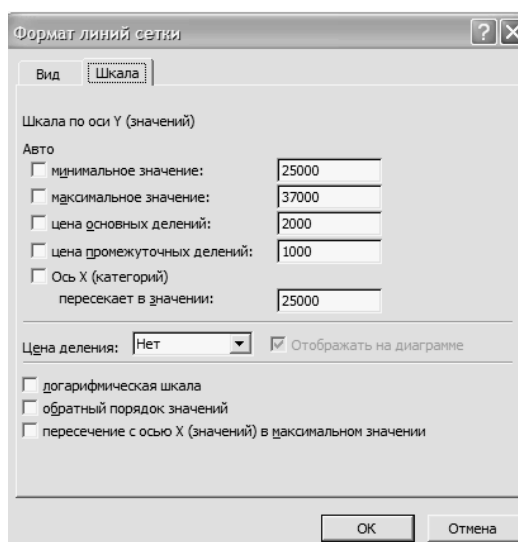 Формат линий сетки
Вид Шкала
Шкала по оси Y (значений)
Авто
минимальное значение: 25000
максимальное значение: 37000
цена основных делений: 2000
цена промежуточных делений: 1000
Ось X (категорий)
пересекает в значении: 25000
Цена деления: Нет Отображать на диаграмме
логарифмическая шкала
обратный порядок значений
пересечение с осью X (значений) в максимальном значении
ОК Отмена